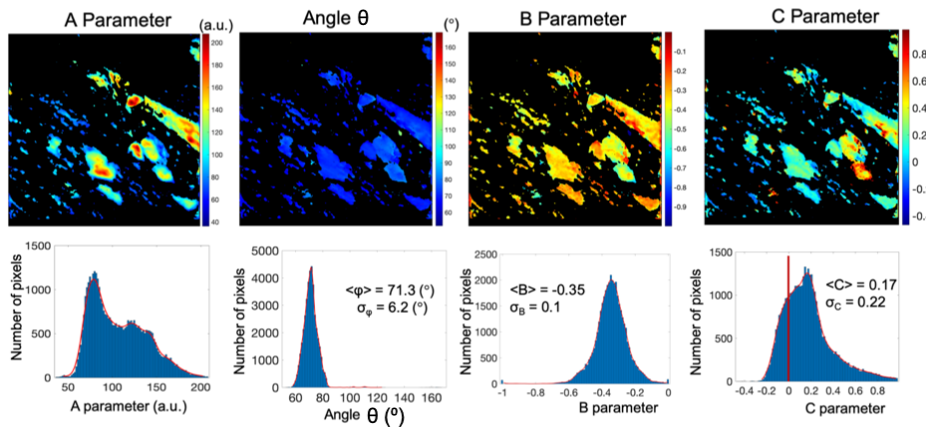 A Parameter
(a.u.)
200
180
160
140
120
100
80
60
40
Angle θ
(°)
160
140
120
100
80
60
B Parameter
-0.1
-0.2
-0.3
-0.4
-0.5
-0.6
-0.7
-0.8
-0.9
C Parameter
0.8
0.6
0.4
0.2
0
-0.2
Number of pixels
1500
1000
500
0
50 100 150 200
A parameter (a.u.)
Number of pixels
5000
4000
3000
2000
1000
0
<φ> = 71.3 (°)
σφ = 6.2 (°)
60 80 100 120 140 160
Angle θ (º)
Number of pixels
2500
2000
1500
1000
500
0
<B> = -0.35
σB = 0.1
-1 -0.8 -0.6 -0.4 -0.2 0
B parameter
Number of pixels
1500
1000
500
0
<C> = 0.17
σC = 0.22
-0.4 -0.2 0 0.2 0.4 0.6 0.8
C parameter